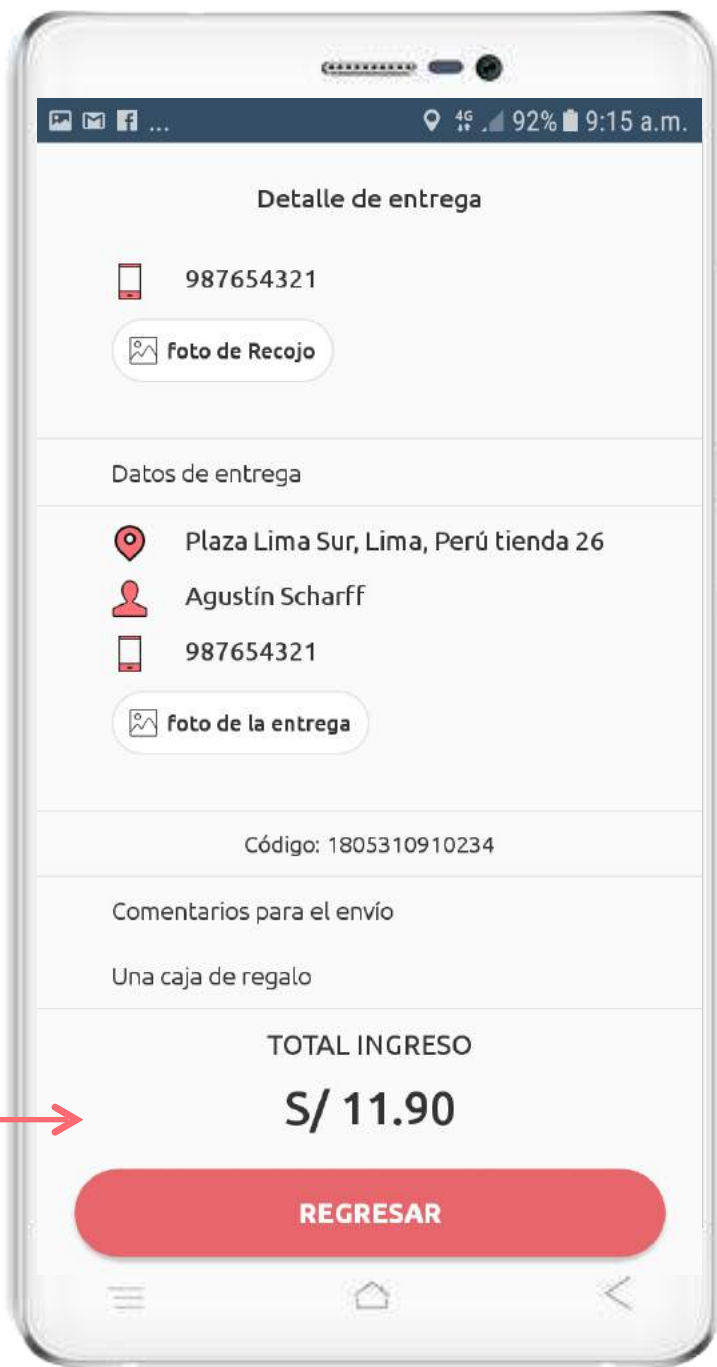 ... 4G 92% 9:15 a.m.
Detalle de entrega
987654321
foto de Recojo
Datos de entrega
Plaza Lima Sur, Lima, Perú tienda 26
Agustín Scharff
987654321
foto de la entrega
Código: 1805310910234
Comentarios para el envío
Una caja de regalo
TOTAL INGRESO
S/ 11.90
REGRESAR